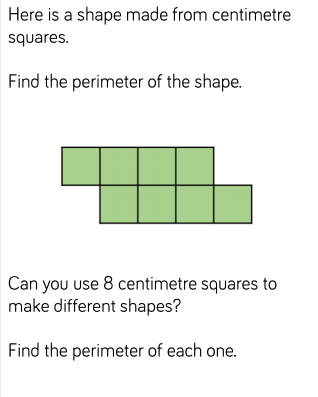 Here is a shape made from centimetre
squares.
Find the perimeter of the shape.
Can you use 8 centimetre squares to
make different shapes?
Find the perimeter of each one.